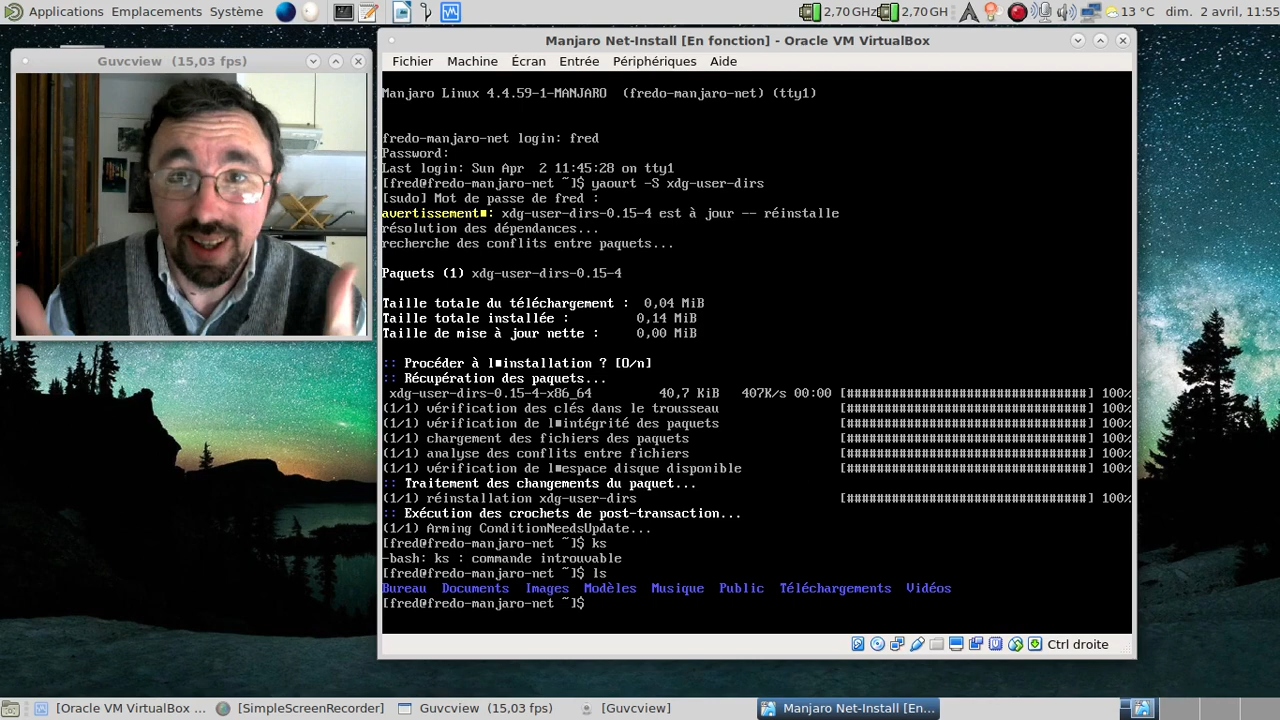 Applications Emplacements Système
2,70 GHz
2,70 GH
13 °C
dim. 2 avril, 11:55
Guvcview (15,03 fps)
Manjaro Net-Install [En fonction] - Oracle VM VirtualBox
Fichier Machine Écran Entrée Périphériques Aide
Manjaro Linux 4.4.59-1-MANJARO (fredo-manjaro-net) (tty1)
fredo-manjaro-net login: fred
Password:
Last login: Sun Apr  2 11:45:28 on tty1
[fred@fredo-manjaro-net ~]$ yaourt -S xdg-user-dirs
[sudo] Mot de passe de fred :
avertissement■: xdg-user-dirs-0.15-4 est à jour -- réinstalle
résolution des dépendances...
recherche des conflits entre paquets...
Paquets (1) xdg-user-dirs-0.15-4
Taille totale du téléchargement :  0,04 MiB
Taille totale installée :  0,14 MiB
Taille de mise à jour nette :  0,00 MiB
:: Procéder à l■installation ? [O/n]
:: Récupération des paquets...
xdg-user-dirs-0.15-4-x86_64 40,7 KiB 407K/s 00:00 [################################] 100%
(1/1) vérification des clés dans le trousseau [################################] 100%
(1/1) vérification de l■intégrité des paquets [################################] 100%
(1/1) chargement des fichiers des paquets [################################] 100%
(1/1) analyse des conflits entre fichiers [################################] 100%
(1/1) vérification de l■espace disque disponible [################################] 100%
:: Traitement des changements du paquet...
(1/1) réinstallation xdg-user-dirs [################################] 100%
:: Exécution des crochets de post-transaction...
(1/1) Arming ConditionNeedsUpdate...
[fred@fredo-manjaro-net ~]$ ks
-bash: ks : commande introuvable
[fred@fredo-manjaro-net ~]$ ls
Bureau Documents Images Modèles Musique Public Téléchargements Vidéos
[fred@fredo-manjaro-net ~]$
Ctrl droite
[Oracle VM VirtualBox ... [SimpleScreenRecorder] Guvcview (15,03 fps) [Guvcview] Manjaro Net-Install [En...